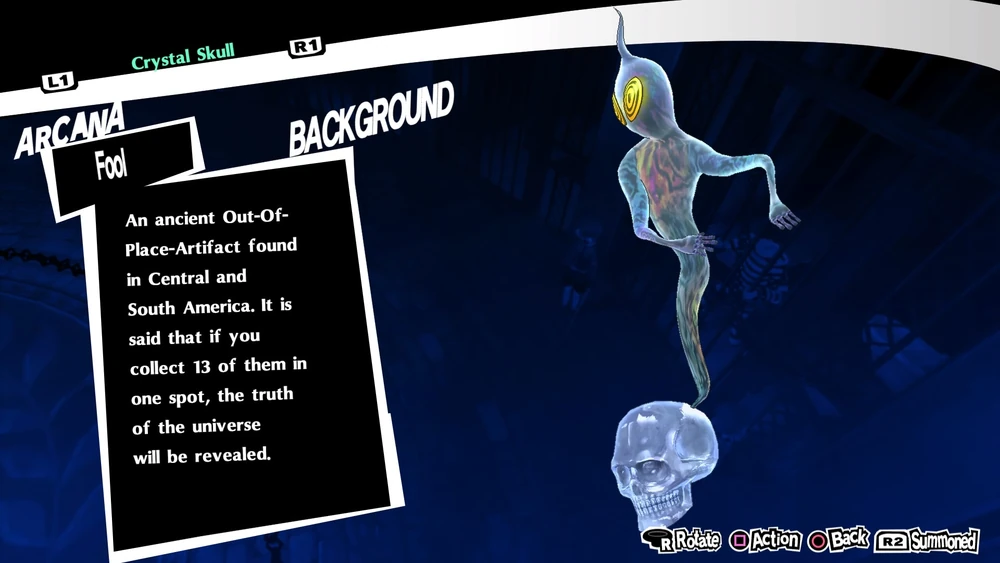 L1
Crystal Skull
R1
ARCANA
Fool
BACKGROUND
An ancient Out-Of-
Place-Artifact found
in Central and
South America. It is
said that if you
collect 13 of them in
one spot, the truth
of the universe
will be revealed.
R Rotate Action Back R2 Summoned